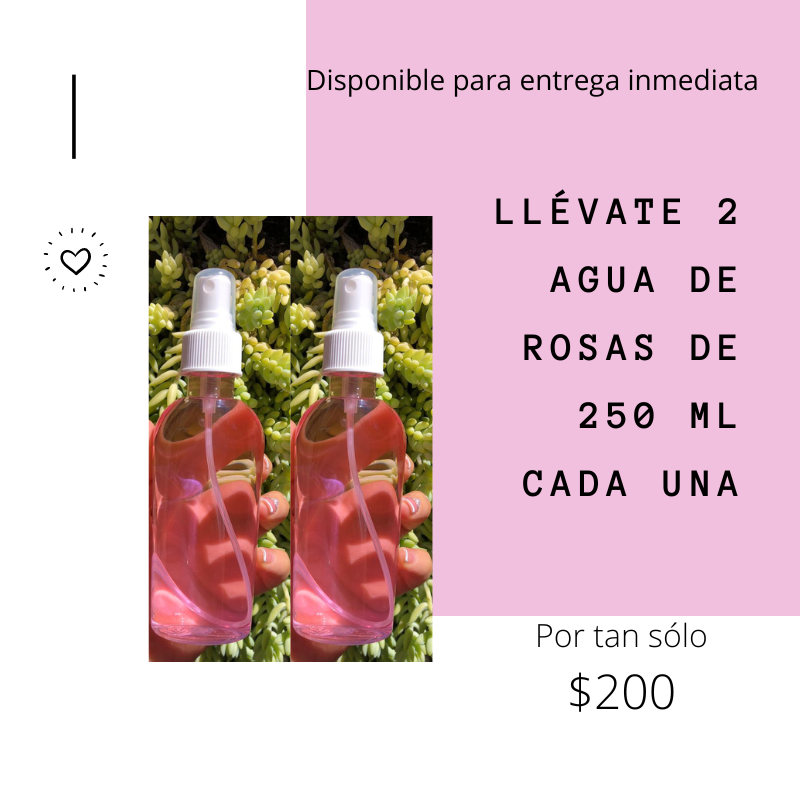 Disponible para entrega inmediata
LLÉVATE 2
AGUA DE
ROSAS DE
250 ML
CADA UNA
Por tan sólo
$200